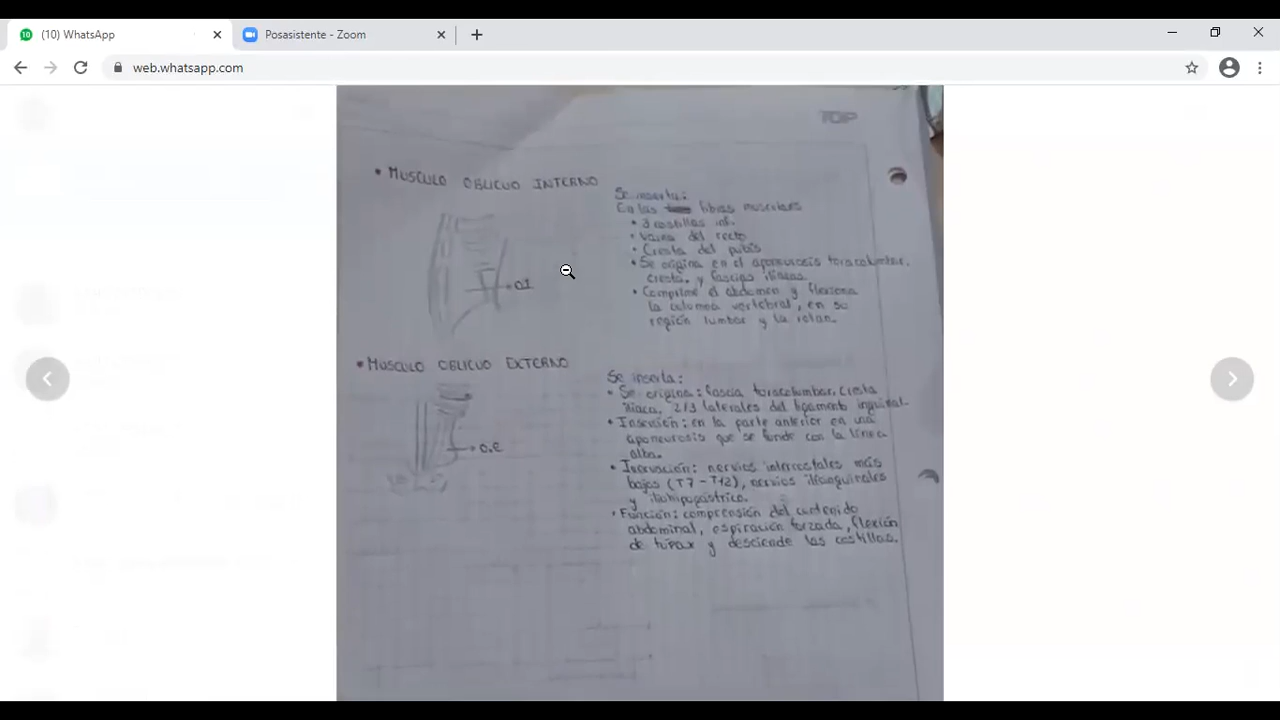 (10) WhatsApp
Posasistente - Zoom
web.whatsapp.com
TOP
• MUSCULO OBLICUO INTERNO
Se inserta:
En las fibras musculares
• 3 costillas inf.
• Vaina del recto
• Cresta del pubis
• Se origina en el aponeurosis toracolumbar,
cresta, y fascias iliacas
• Comprime el abdomen y flexiona
la columna vertebral, en su
región lumbar y la rotan.
O.I
• MUSCULO OBLICUO EXTERNO
Se inserta:
• Se origina: fascia toracolumbar, cresta
iliaca, 2/3 laterales del ligamento inguinal.
• Inserción: en la parte anterior en una
aponeurosis que se funde con la línea
alba.
• Inervación: nervios intercostales más
bajos (T7 - T12), nervios ilioinguinales
y iliohipogástrico.
• Función: comprensión del contenido
abdominal, espiración forzada, flexión
de tórax y desciende las costillas.
O.E